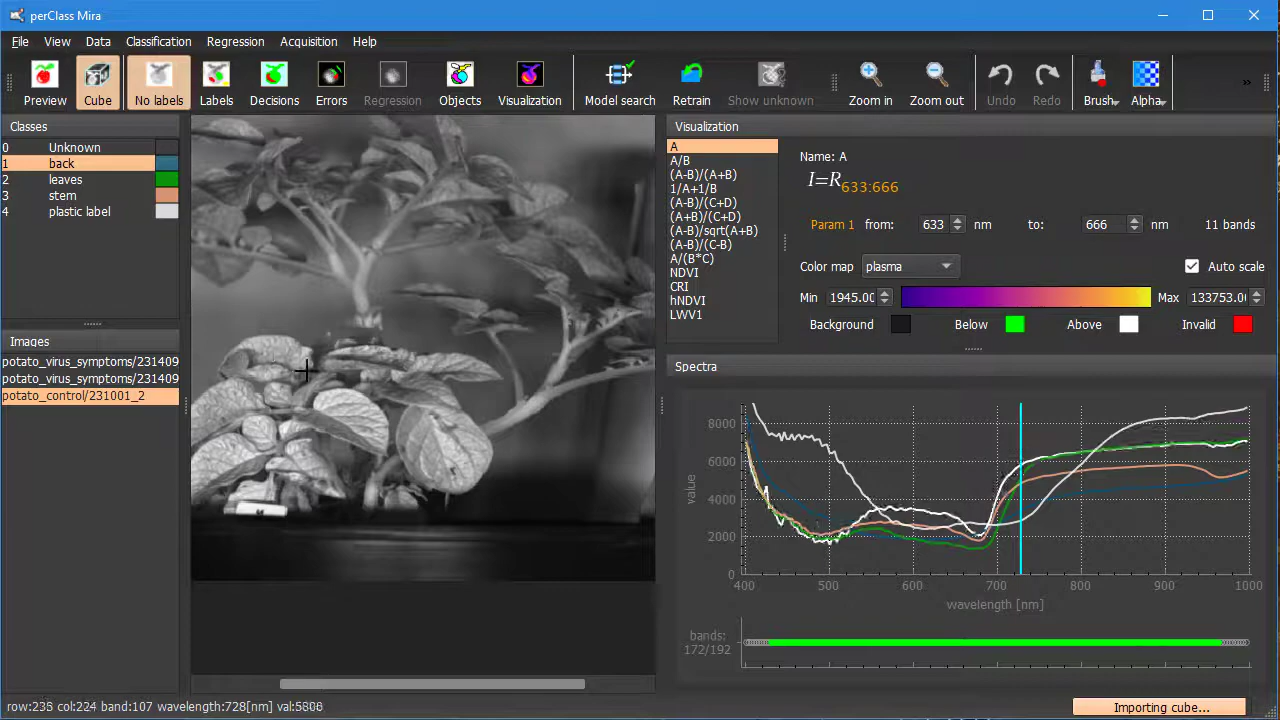 perClass Mira
File View Data Classification Regression Acquisition Help
Preview Cube No labels Labels Decisions Errors Regression Objects Visualization Model search Retrain Show unknown Zoom in Zoom out Undo Redo Brush Alpha »
Classes
0 Unknown
1 back
2 leaves
3 stem
4 plastic label
Images
potato_virus_symptoms/231409
potato_virus_symptoms/231409
potato_control/231001_2
Visualization
A
A/B
(A-B)/(A+B)
1/A+1/B
(A-B)/(C+D)
(A+B)/(C+D)
(A-B)/sqrt(A+B)
(A-B)/(C-B)
A/(B*C)
NDVI
CRI
hNDVI
LWV1
Name: A
I=R633:666
Param 1 from: 633 nm to: 666 nm 11 bands
Color map plasma Auto scale
Min 1945.00 Max 133753.0
Background Below Above Invalid
Spectra
value
8000
6000
4000
2000
0
400 500 600 700 800 900 1000
wavelength [nm]
bands:
172/192
row:236 col:224 band:107 wavelength:728[nm] val:5806
Importing cube...